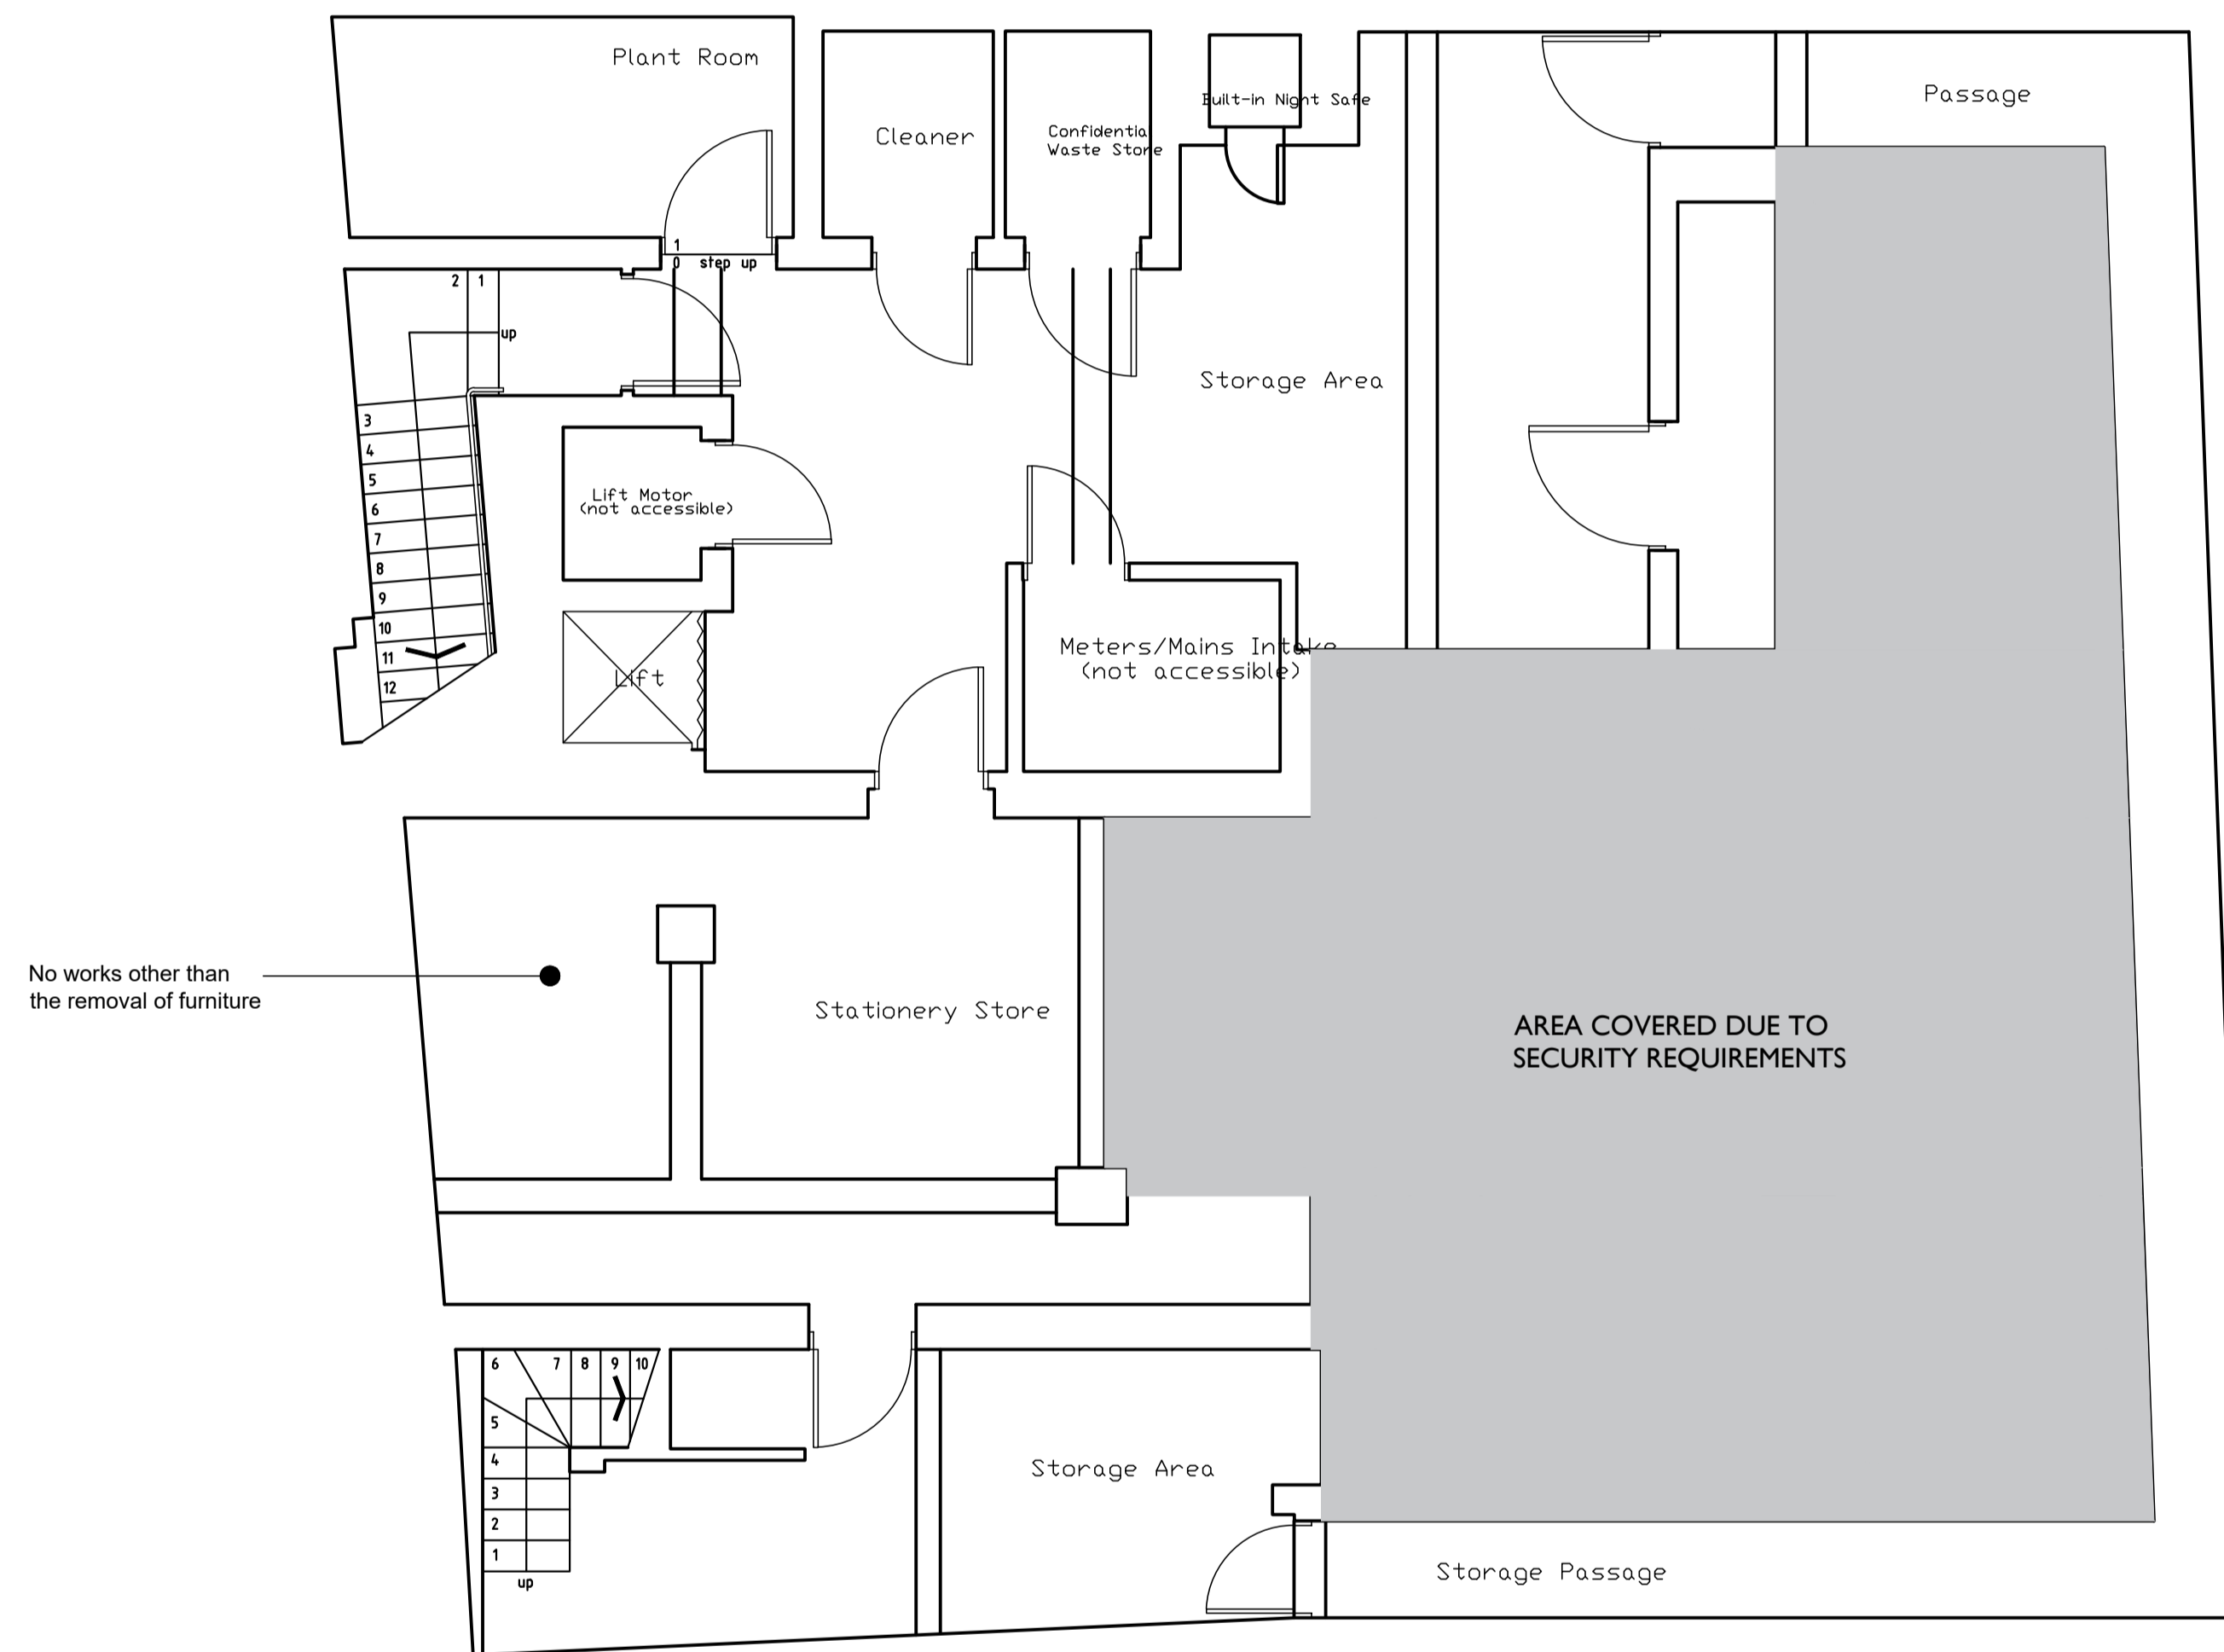 Plant Room
Passage
Built-in Night Safe
Cleaner
Confidential
Waste Store
1
0 step up
2 1
up
3
4
5
6
7
8
9
10
11
12
Storage Area
Lift Motor
(not accessible)
Lift
Meters/Mains Intake
(not accessible)
No works other than
the removal of furniture
Stationery Store
AREA COVERED DUE TO
SECURITY REQUIREMENTS
6 7 8 9 10
5
4
3
2
1
up
Storage Area
Storage Passage